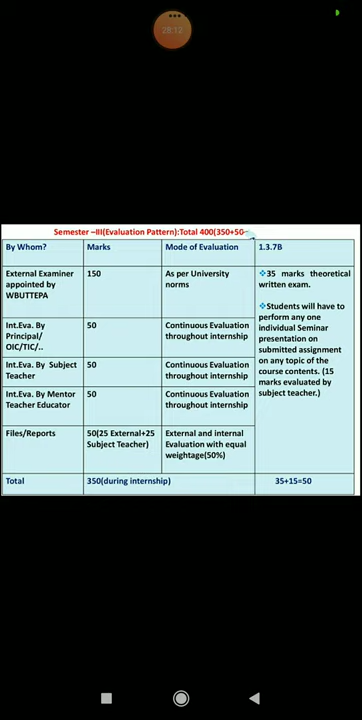 28:12
Semester –III(Evaluation Pattern):Total 400(350+50
By Whom? Marks Mode of Evaluation 1.3.7B
External Examiner
appointed by
WBUTTEPA
150
As per University
norms
Int.Eva. By
Principal/
OIC/TIC/..
50
Continuous Evaluation
throughout internship
Int.Eva. By Subject
Teacher
50
Continuous Evaluation
throughout internship
Int.Eva. By Mentor
Teacher Educator
50
Continuous Evaluation
throughout internship
Files/Reports
50(25 External+25
Subject Teacher)
External and internal
Evaluation with equal
weightage(50%)
❖35 marks theoretical
written exam.
❖Students will have to
perform any one
individual Seminar
presentation on
submitted assignment
on any topic of the
course contents. (15
marks evaluated by
subject teacher.)
Total 350(during internship) 35+15=50